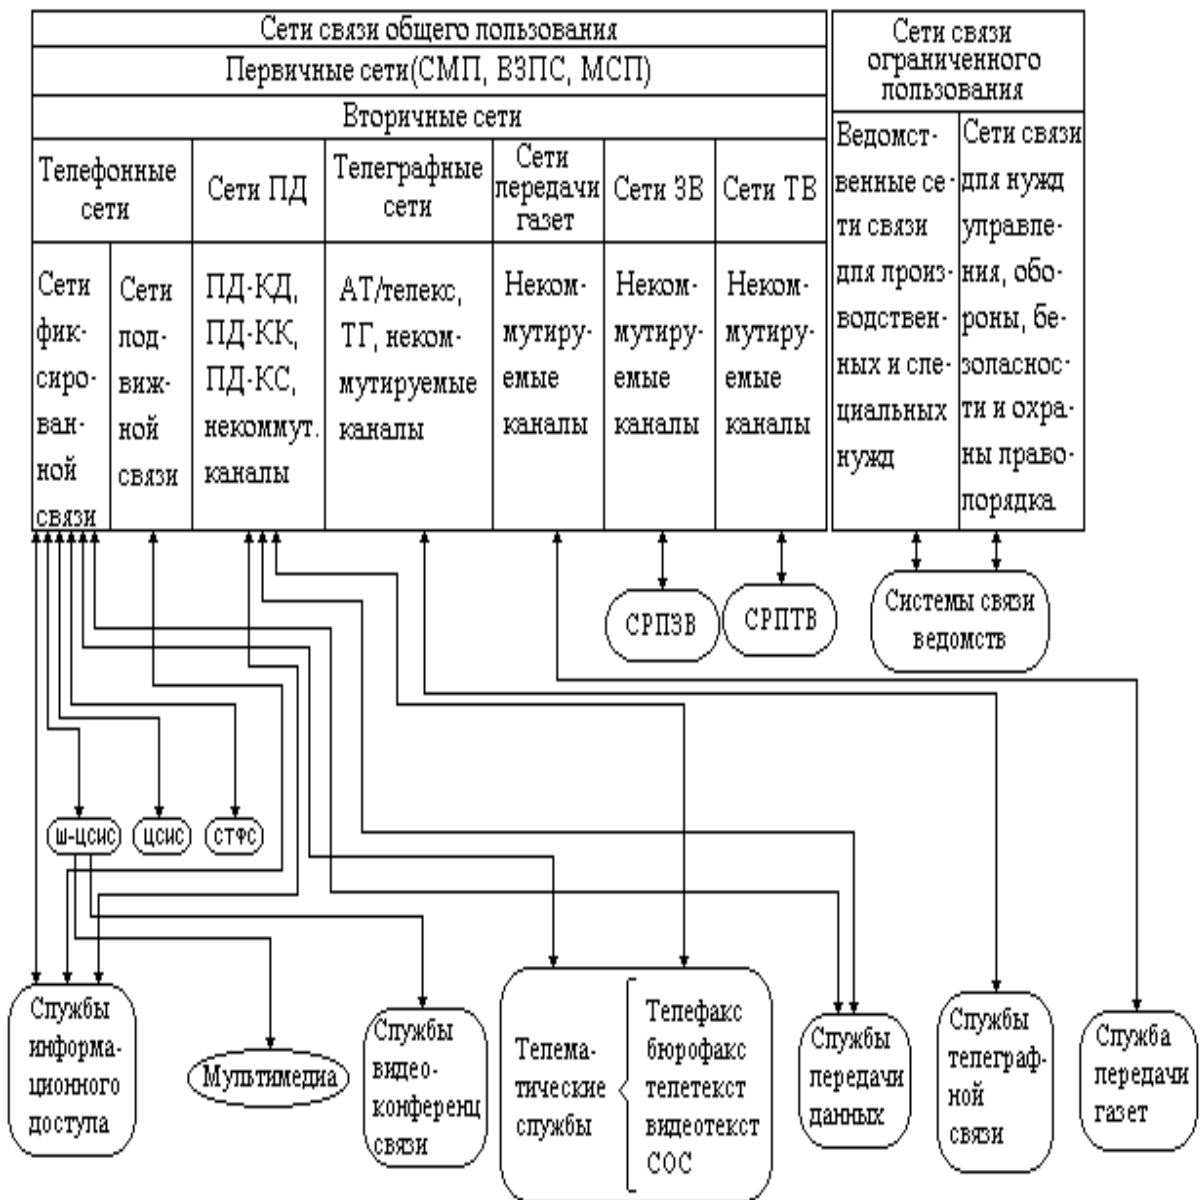 Сети связи общего пользования
Первичные сети(СМП, ВЗПС, МСП)
Вторичные сети
Телефонные
сети
Сети ПД
Телеграфные
сети
Сети
передачи
газет
Сети ЗВ
Сети ТВ
Сети
фик-
сиро-
ван-
ной
связи
Сети
под-
виж-
ной
связи
ПД-КД,
ПД-КК,
ПД-КС,
некоммут.
каналы
АТ/телекс,
ТГ, неком-
мутируемые
каналы
Неком-
мутиру-
емые
каналы
Неком-
мутиру-
емые
каналы
Неком-
мутиру-
емые
каналы
Сети связи
ограниченного
пользования
Ведомст-
венные се-
ти связи
для произ-
водствен-
ных и спе-
циальных
нужд
Сети связи
для нужд
управле-
ния, обо-
роны, бе-
зопаснос-
ти и охра-
ны право-
порядка
СРПЗВ
СРПТВ
Системы связи
ведомств
Ш-ЦСИС
ЦСИС
СТФС
Службы
информа-
ционного
доступа
Мультимедиа
Службы
видео-
конференц
связи
Телема-
тические
службы
Телефакс
бюрофакс
телетекст
видеотекст
СОС
Службы
передачи
данных
Службы
телеграф-
ной
связи
Служба
передачи
газет